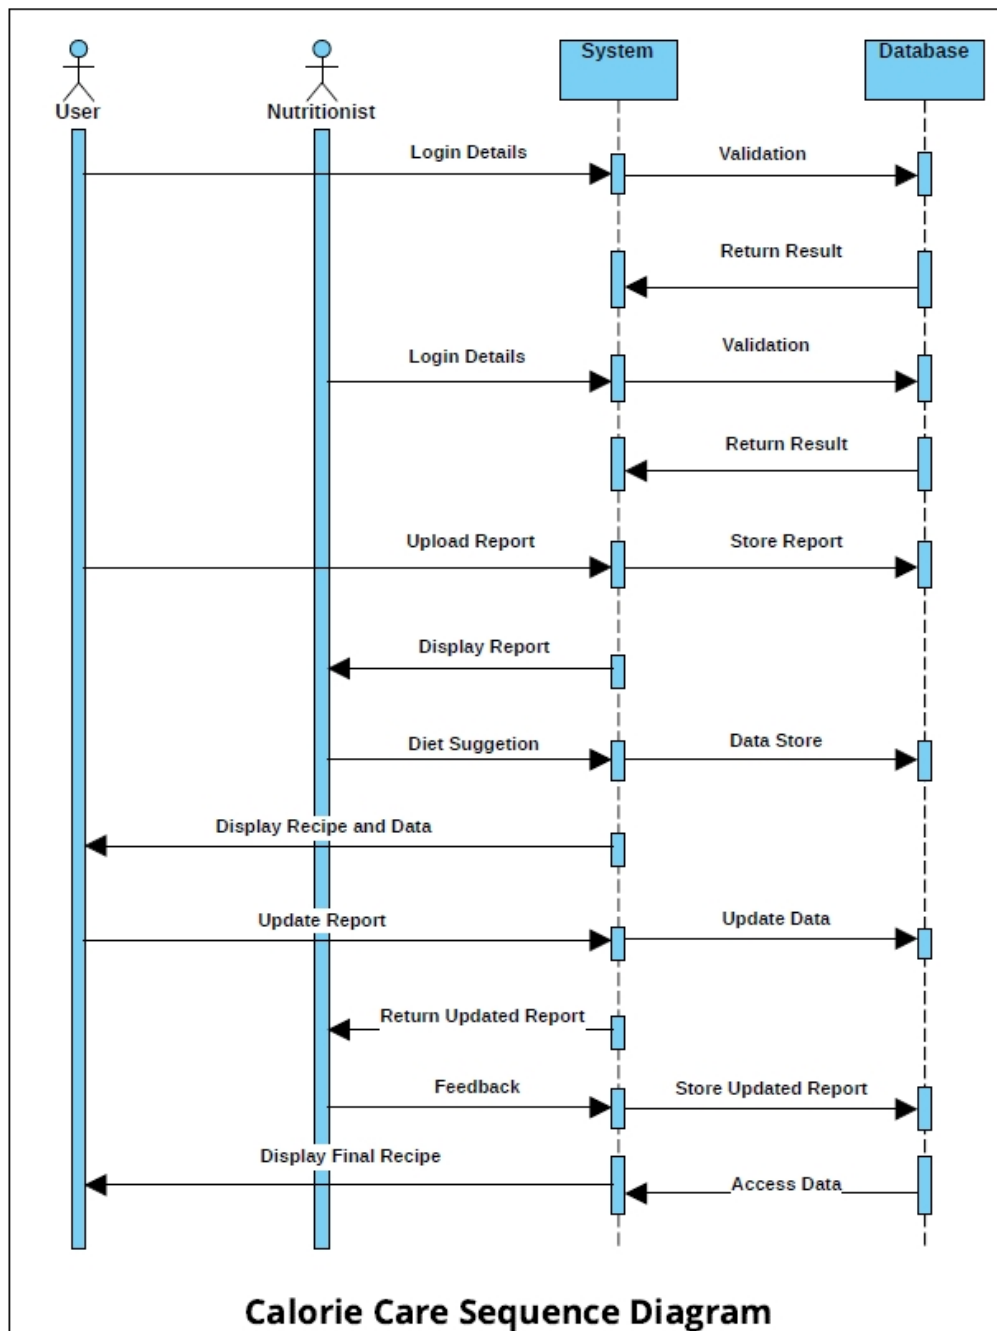 System
Database
User
Nutritionist
Login Details
Validation
Return Result
Login Details
Validation
Return Result
Upload Report
Store Report
Display Report
Diet Suggetion
Data Store
Display Recipe and Data
Update Report
Update Data
Return Updated Report
Feedback
Store Updated Report
Display Final Recipe
Access Data
Calorie Care Sequence Diagram